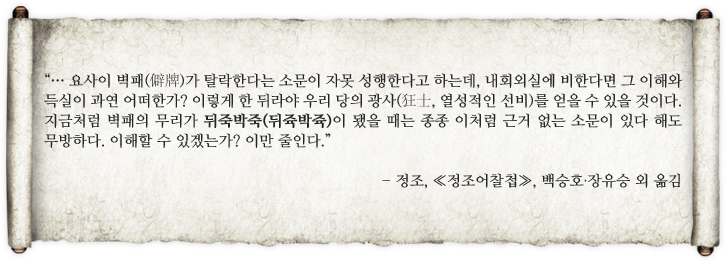 “… 요사이 벽패(僻牌)가 탈락한다는 소문이 자못 성행한다고 하는데, 내회외실에 비한다면 그 이해와
득실이 과연 어떠한가? 이렇게 한 뒤라야 우리 당의 광사(狂士, 열성적인 선비)를 얻을 수 있을 것이다.
지금처럼 벽패의 무리가 뒤죽박죽(뒤쥭박쥭)이 됐을 때는 종종 이처럼 근거 없는 소문이 있다 해도
무방하다. 이해할 수 있겠는가? 이만 줄인다.”
– 정조, ≪정조어찰첩≫, 백승호·장유승 외 옮김